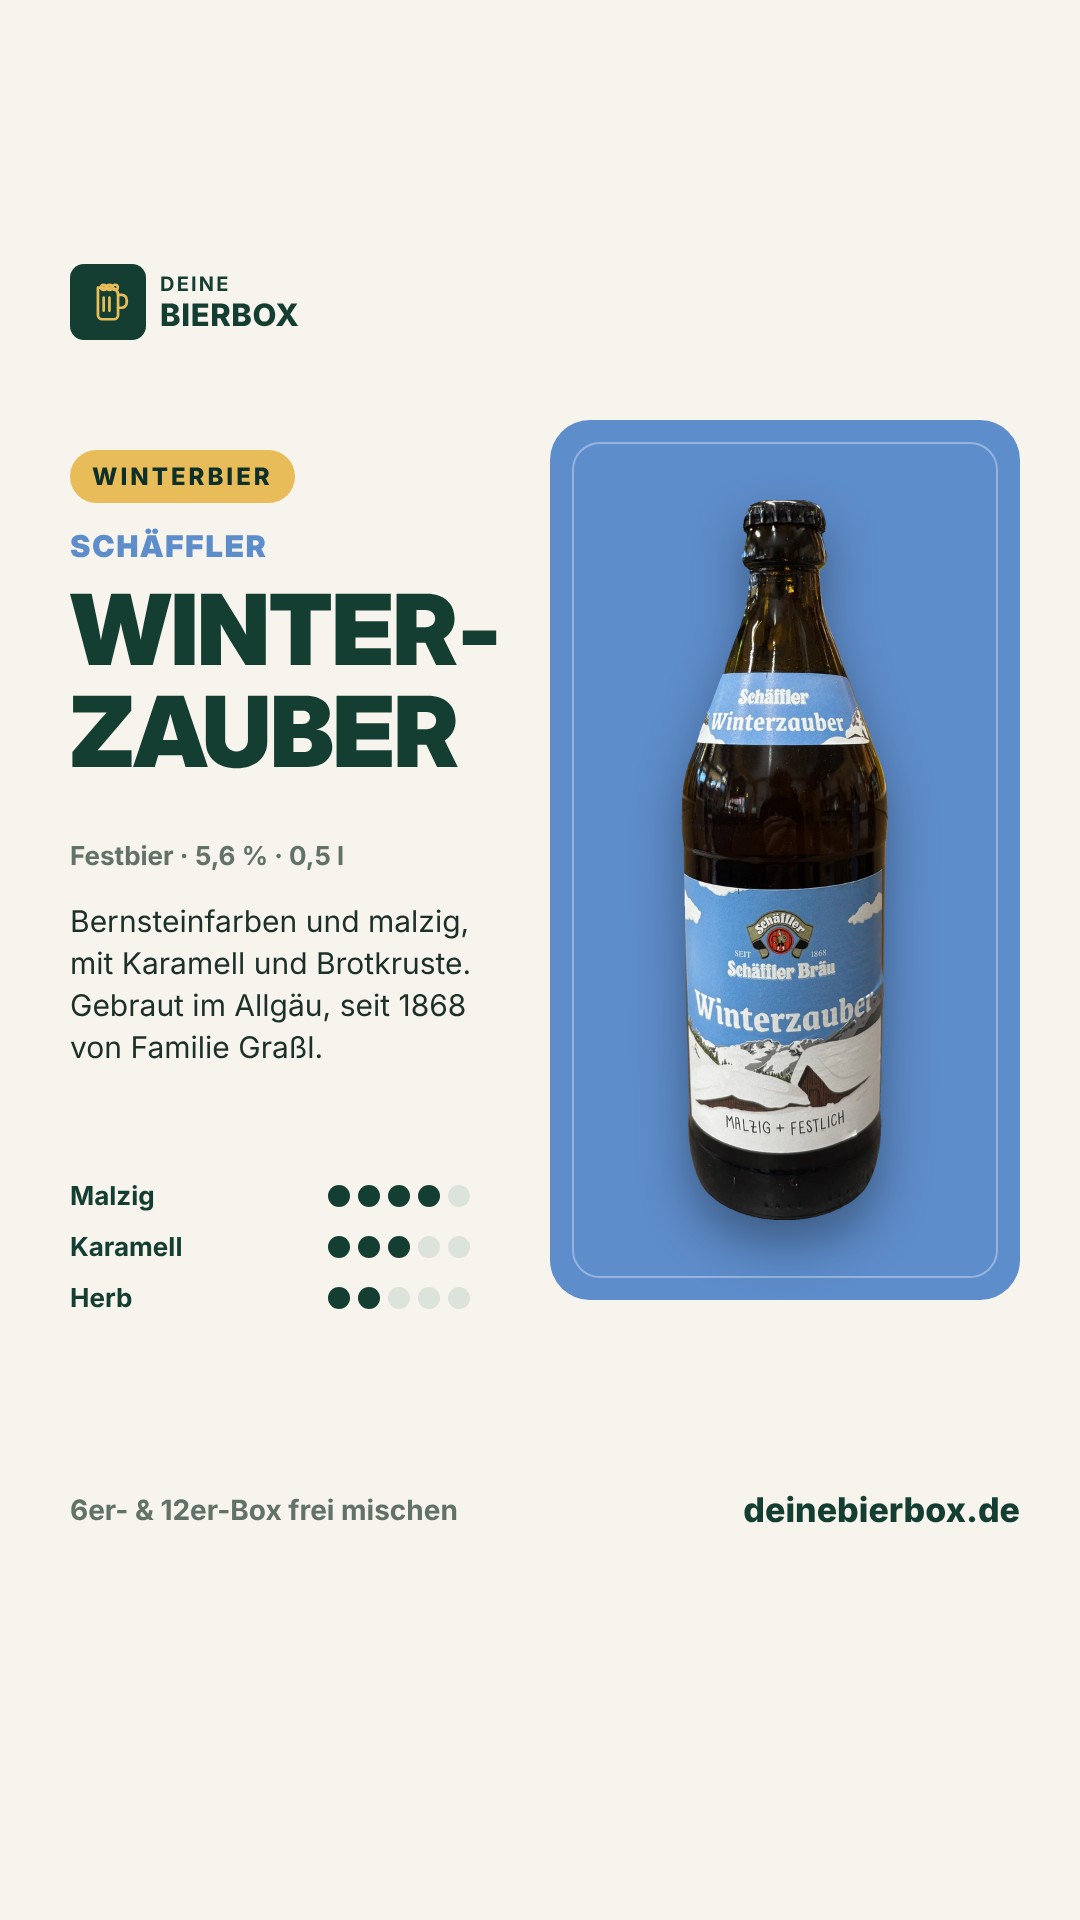 DEINE
BIERBOX
WINTERBIER
SCHÄFFLER
WINTER-
ZAUBER
Festbier · 5,6 % · 0,5 l
Bernsteinfarben und malzig,
mit Karamell und Brotkruste.
Gebraut im Allgäu, seit 1868
von Familie Graßl.
Malzig
Karamell
Herb
Schäffler
Winterzauber
Schäffler
SEIT 1868
Schäffler Bräu
Winterzauber
MALZIG + FESTLICH
6er- & 12er-Box frei mischen
deinebierbox.de